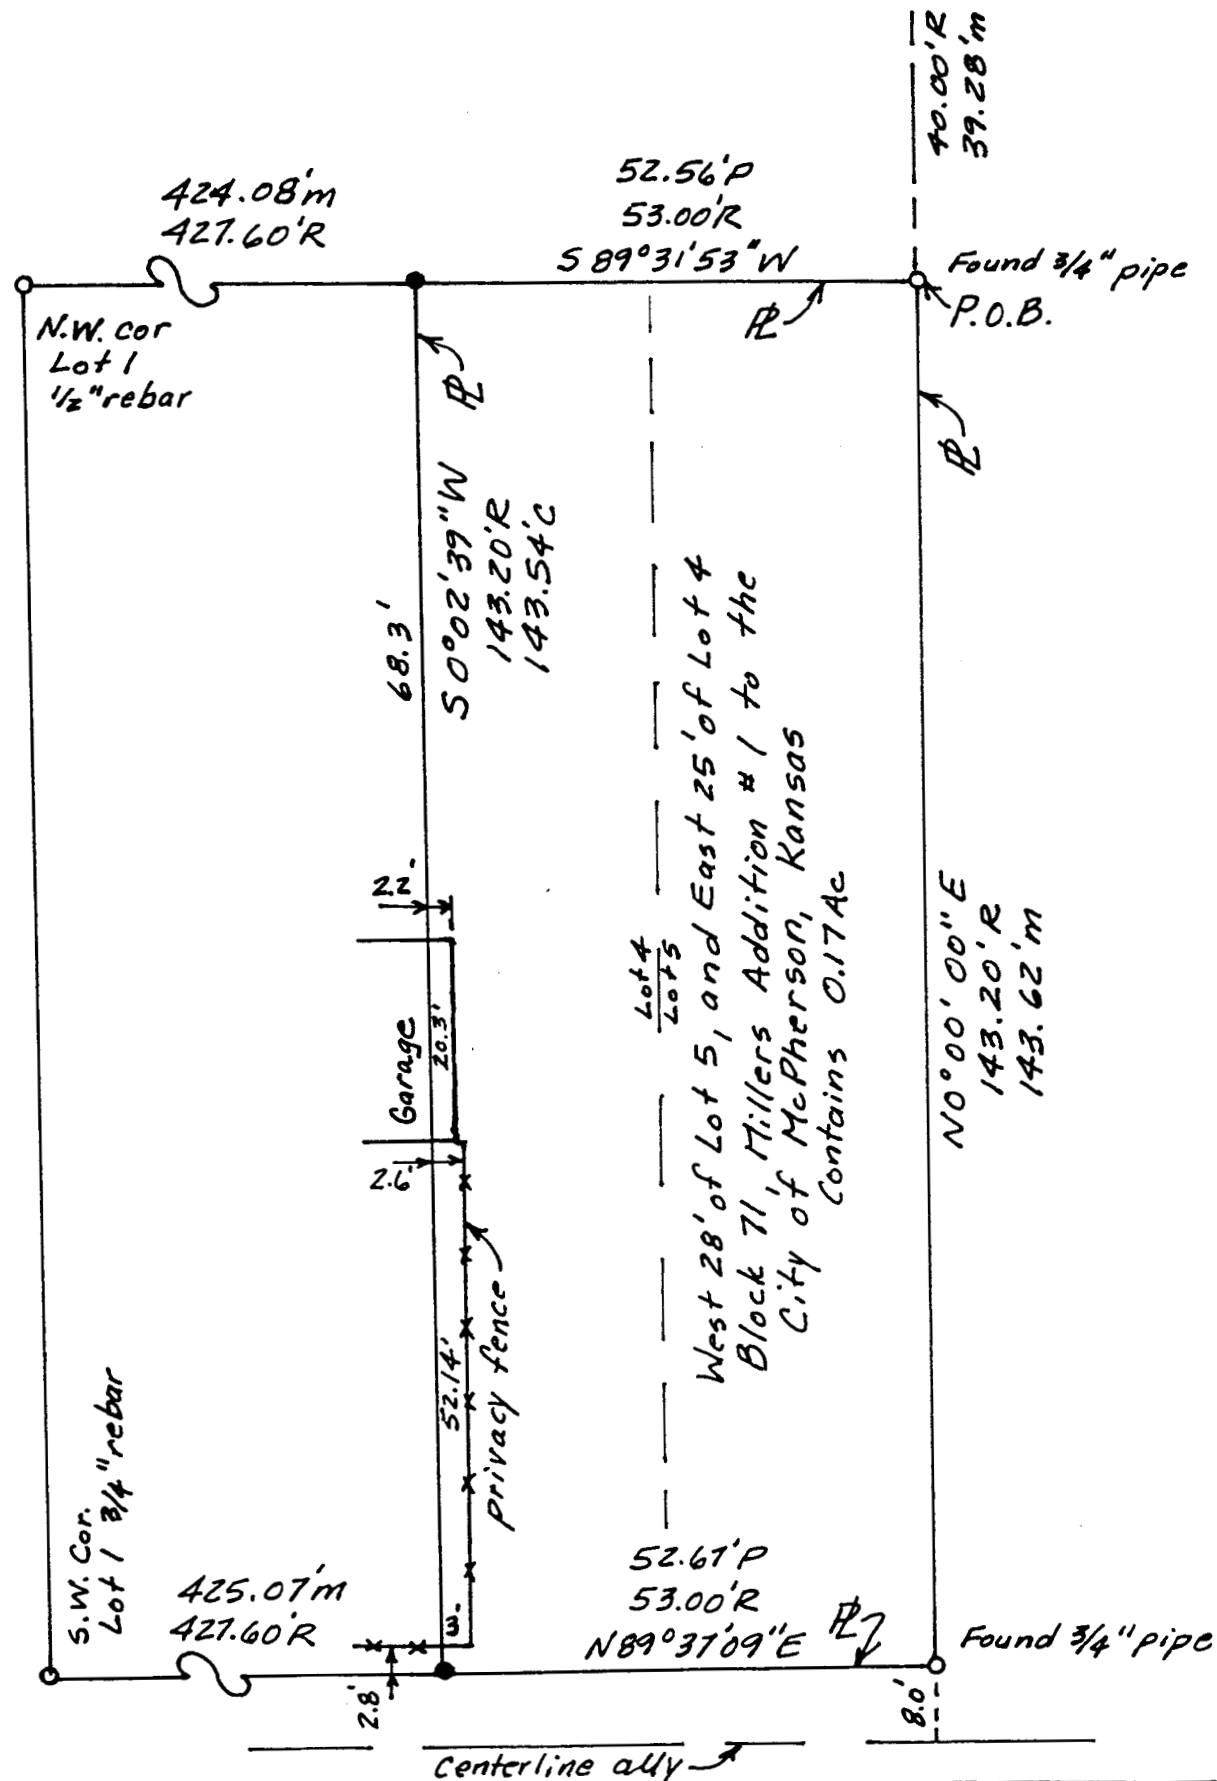 40.00'R
39.28'm
52.56'P
53.00'R
S 89°31'53"W
424.08'm
427.60'R
Found 3/4" pipe
P.O.B.
N.W. cor
Lot 1
1/2" rebar
PL
PL
PL
S 0°02'39"W
143.20'R
143.54'C
68.3'
2.2'
Garage
20.3'
2.6'
Lot 4
Lot 5
West 28' of Lot 5, and East 25' of Lot 4
Block 71, Millers Addition #1 to the
City of McPherson, Kansas
Contains 0.17 Ac
N 0°00'00" E
143.20'R
143.62'm
privacy fence
52.14'
S.W. Cor.
Lot 1 3/4" rebar
425.07'm
427.60'R
3'
2.8'
52.67'P
53.00'R
N 89°37'09"E
PL
Found 3/4" pipe
8.0'
Centerline ally